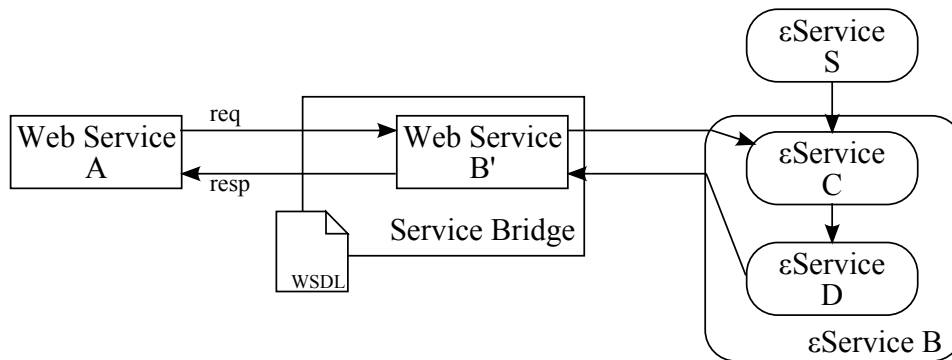 εService
S
req
Web Service
A
Web Service
B'
εService
C
resp
Service Bridge
WSDL
εService
D
εService B